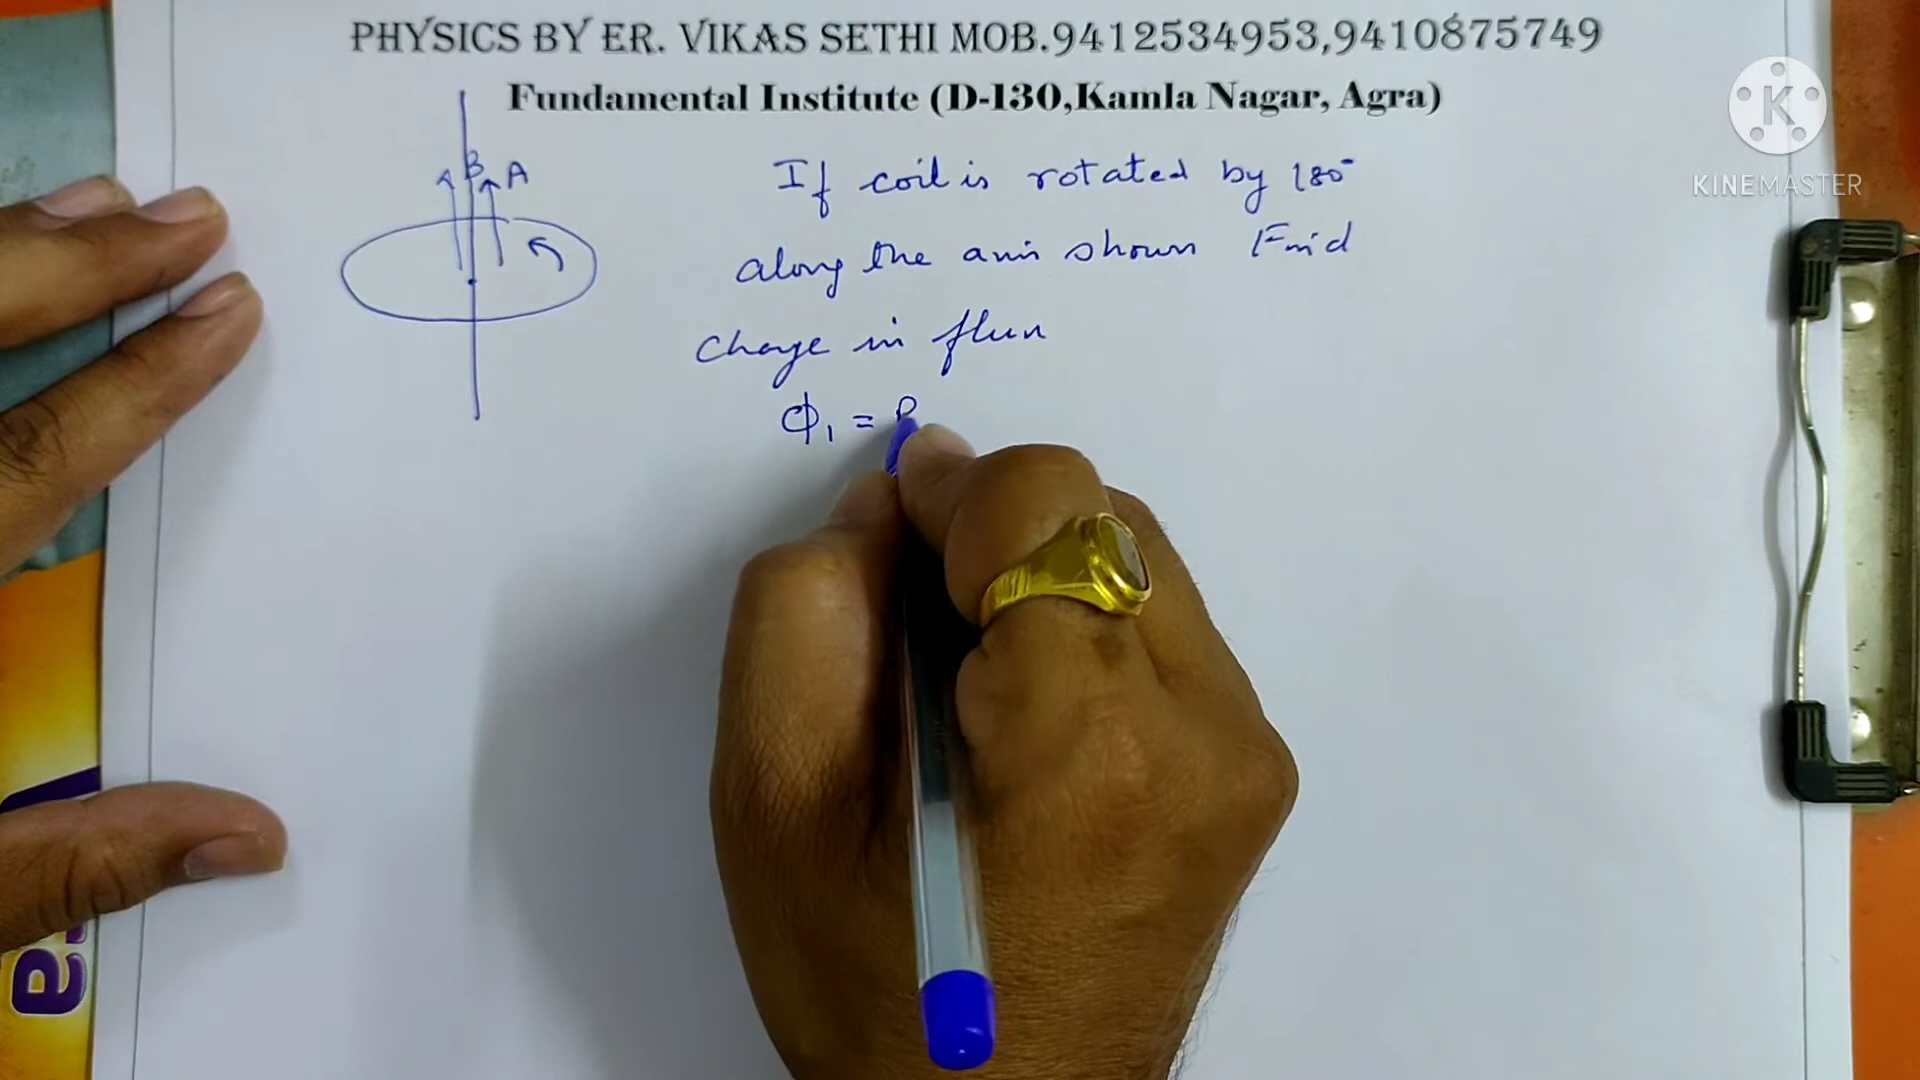 PHYSICS BY ER. VIKAS SETHI MOB.9412534953,9410875749
Fundamental Institute (D-130,Kamla Nagar, Agra)
K
KINEMASTER
B
A
If coil is rotated by 180°
along the axis shown Find
Change in flux
Φ₁ =
a